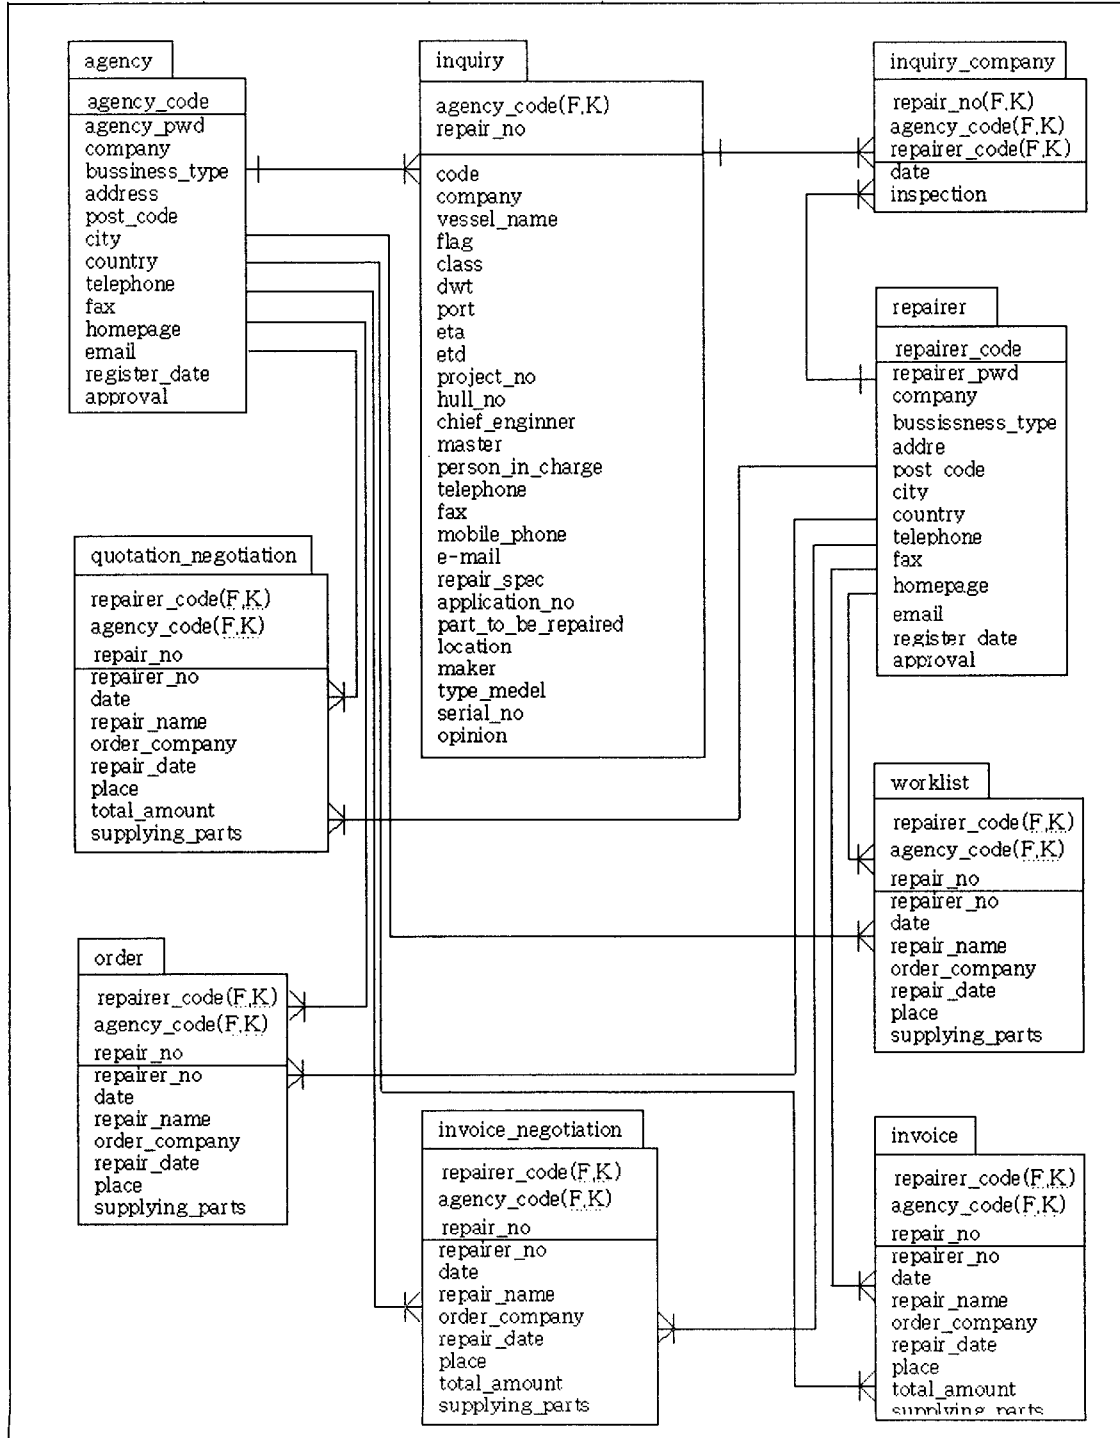 agency
agency_code
agency_pwd
company
bussiness_type
address
post_code
city
country
telephone
fax
homepage
email
register_date
approval
inquiry
agency_code(F,K)
repair_no
code
company
vessel_name
flag
class
dwt
port
eta
etd
project_no
hull_no
chief_enginner
master
person_in_charge
telephone
fax
mobile_phone
e-mail
repair_spec
application_no
part_to_be_repaired
location
maker
type_medel
serial_no
opinion
inquiry_company
repair_no(F,K)
agency_code(F,K)
repairer_code(F,K)
date
inspection
repairer
repairer_code
repairer_pwd
company
bussissness_type
addre
post_code
city
country
telephone
fax
homepage
email
register_date
approval
quotation_negotiation
repairer_code(F,K)
agency_code(F,K)
repair_no
repairer_no
date
repair_name
order_company
repair_date
place
total_amount
supplying_parts
worklist
repairer_code(F,K)
agency_code(F,K)
repair_no
repairer_no
date
repair_name
order_company
repair_date
place
supplying_parts
order
repairer_code(F,K)
agency_code(F,K)
repair_no
repairer_no
date
repair_name
order_company
repair_date
place
supplying_parts
invoice_negotiation
repairer_code(F,K)
agency_code(F,K)
repair_no
repairer_no
date
repair_name
order_company
repair_date
place
total_amount
supplying_parts
invoice
repairer_code(F,K)
agency_code(F,K)
repair_no
repairer_no
date
repair_name
order_company
repair_date
place
total_amount
supplying_parts